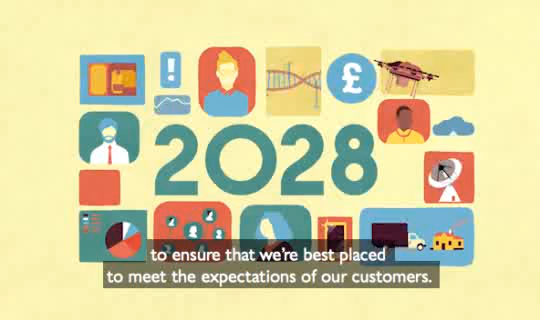 !
£
2028
to ensure that we're best placed
to meet the expectations of our customers.